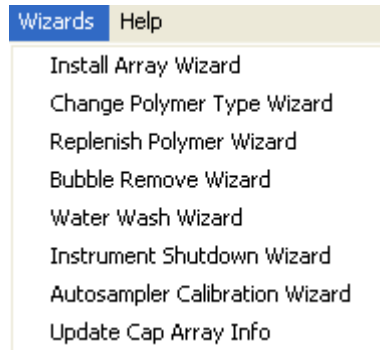 Wizards Help
Install Array Wizard
Change Polymer Type Wizard
Replenish Polymer Wizard
Bubble Remove Wizard
Water Wash Wizard
Instrument Shutdown Wizard
Autosampler Calibration Wizard
Update Cap Array Info